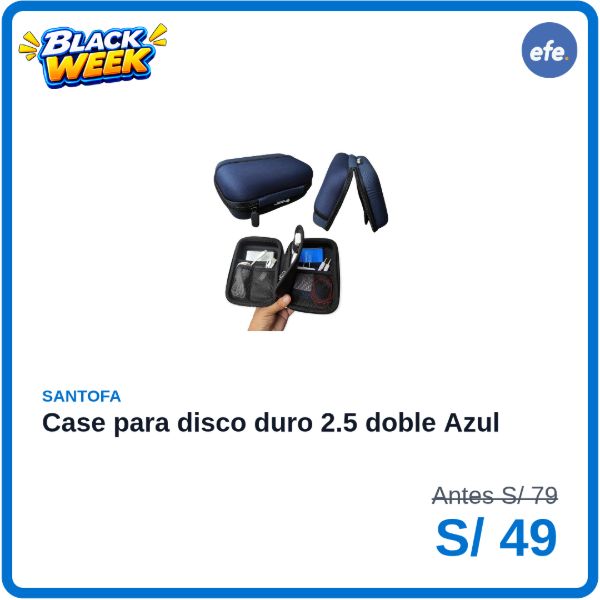 BLACK
WEEK
efe.
SANTOFA
Case para disco duro 2.5 doble Azul
Antes S/ 79
S/ 49